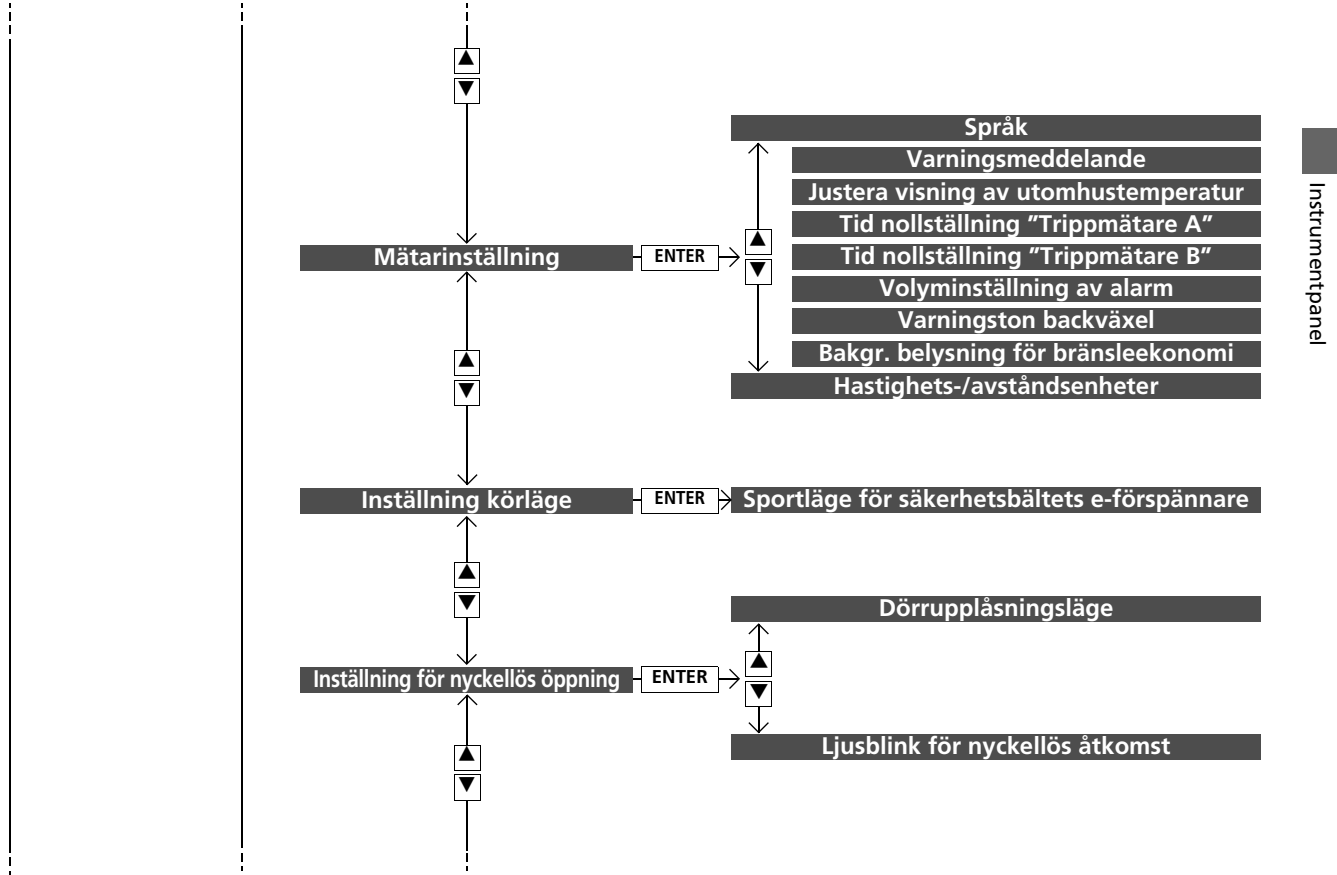 ▲
▼
Språk
Varningsmeddelande
Justera visning av utomhustemperatur
Tid nollställning ”Trippmätare A”
Mätarinställning
ENTER
▲
▼
Tid nollställning ”Trippmätare B”
Volyminställning av alarm
Varningston backväxel
Bakgr. belysning för bränsleekonomi
Hastighets-/avståndsenheter
▲
▼
Inställning körläge
ENTER
Sportläge för säkerhetsbältets e-förspännare
▲
▼
Dörrupplåsningsläge
Inställning för nyckellös öppning
ENTER
▲
▼
Ljusblink för nyckellös åtkomst
▲
▼
Instrumentpanel